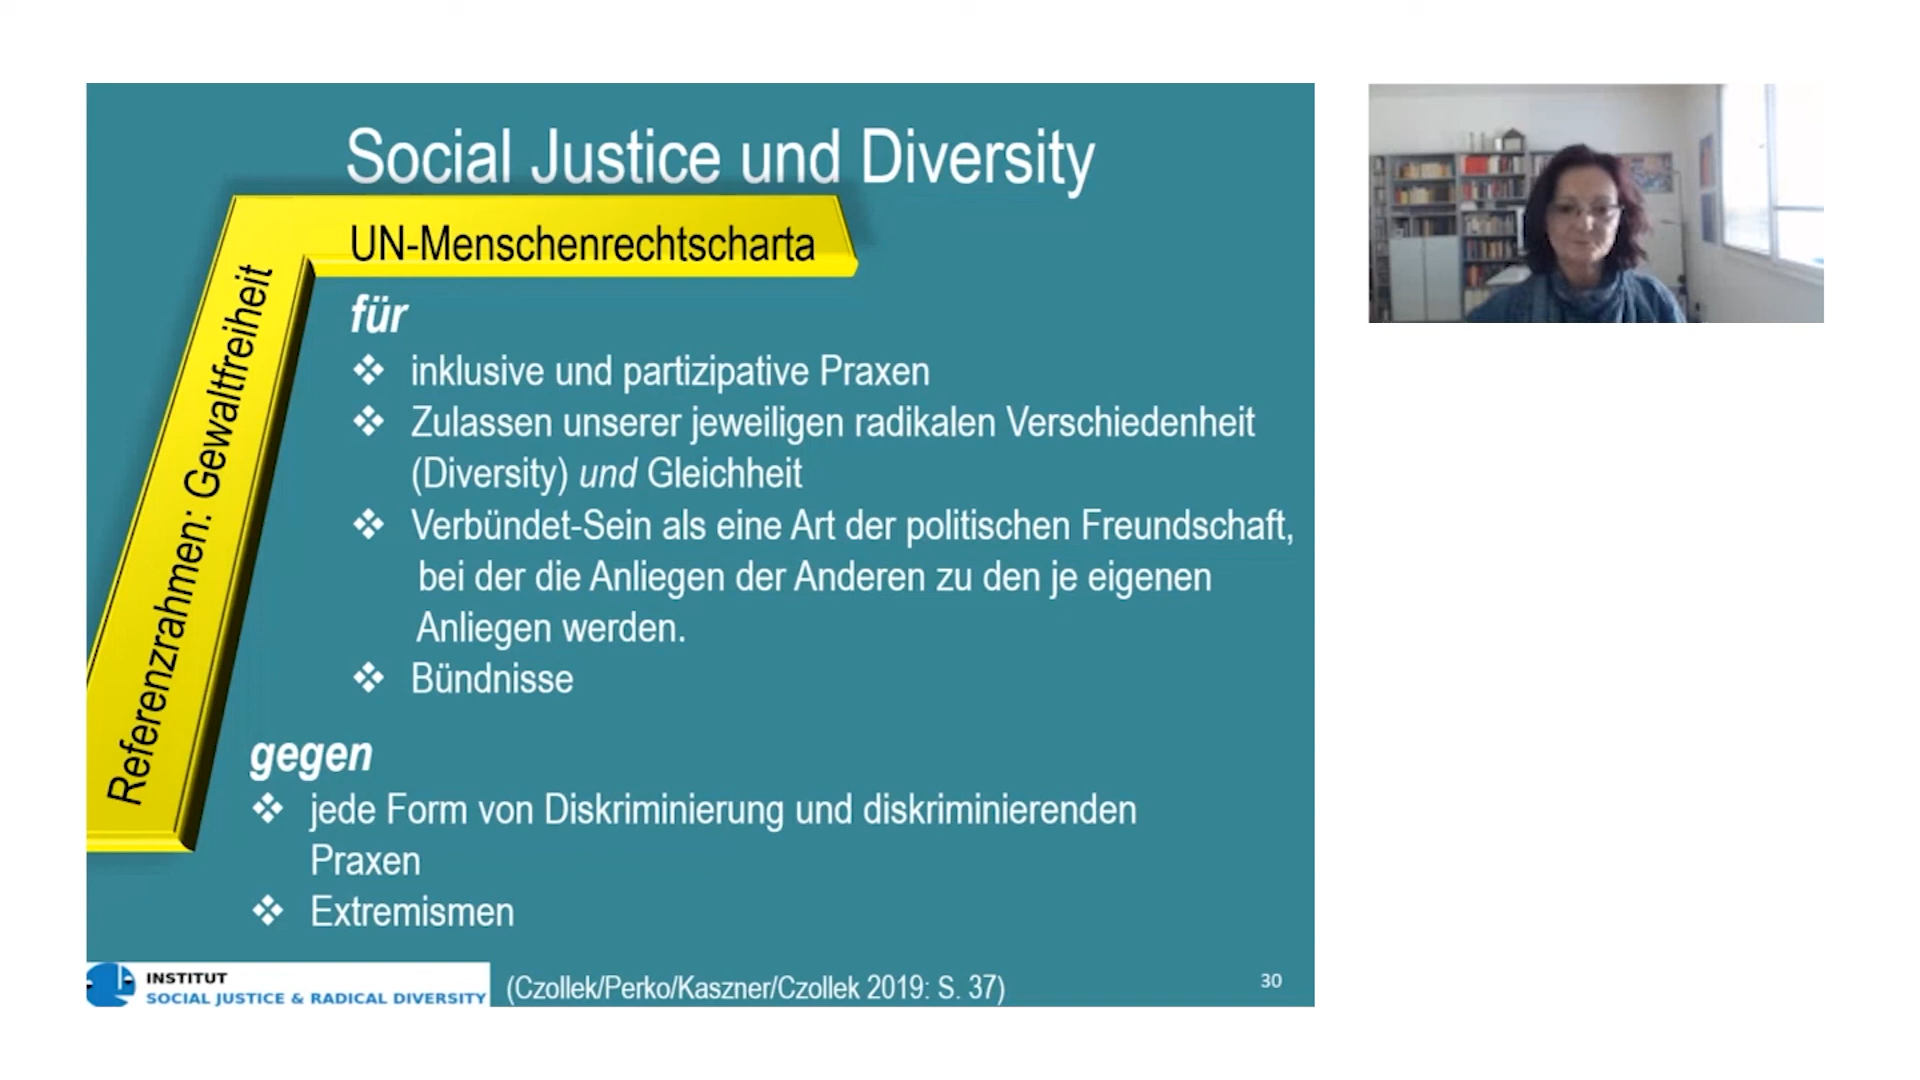 Social Justice und Diversity
UN-Menschenrechtscharta
Referenzrahmen: Gewaltfreiheit
für
❖ inklusive und partizipative Praxen
❖ Zulassen unserer jeweiligen radikalen Verschiedenheit
(Diversity) und Gleichheit
❖ Verbündet-Sein als eine Art der politischen Freundschaft,
bei der die Anliegen der Anderen zu den je eigenen
Anliegen werden.
❖ Bündnisse
gegen
❖ jede Form von Diskriminierung und diskriminierenden
Praxen
❖ Extremismen
INSTITUT
SOCIAL JUSTICE & RADICAL DIVERSITY
(Czollek/Perko/Kaszner/Czollek 2019: S. 37)
30